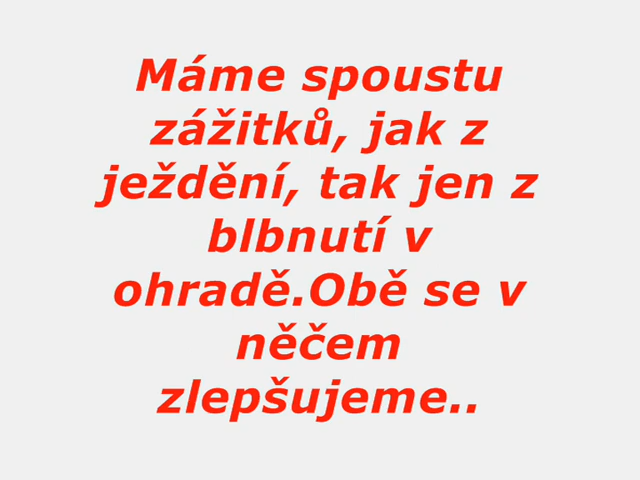 Máme spoustu
zážitků, jak z
ježdění, tak jen z
blbnutí v
ohradě.Obě se v
něčem
zlepšujeme..